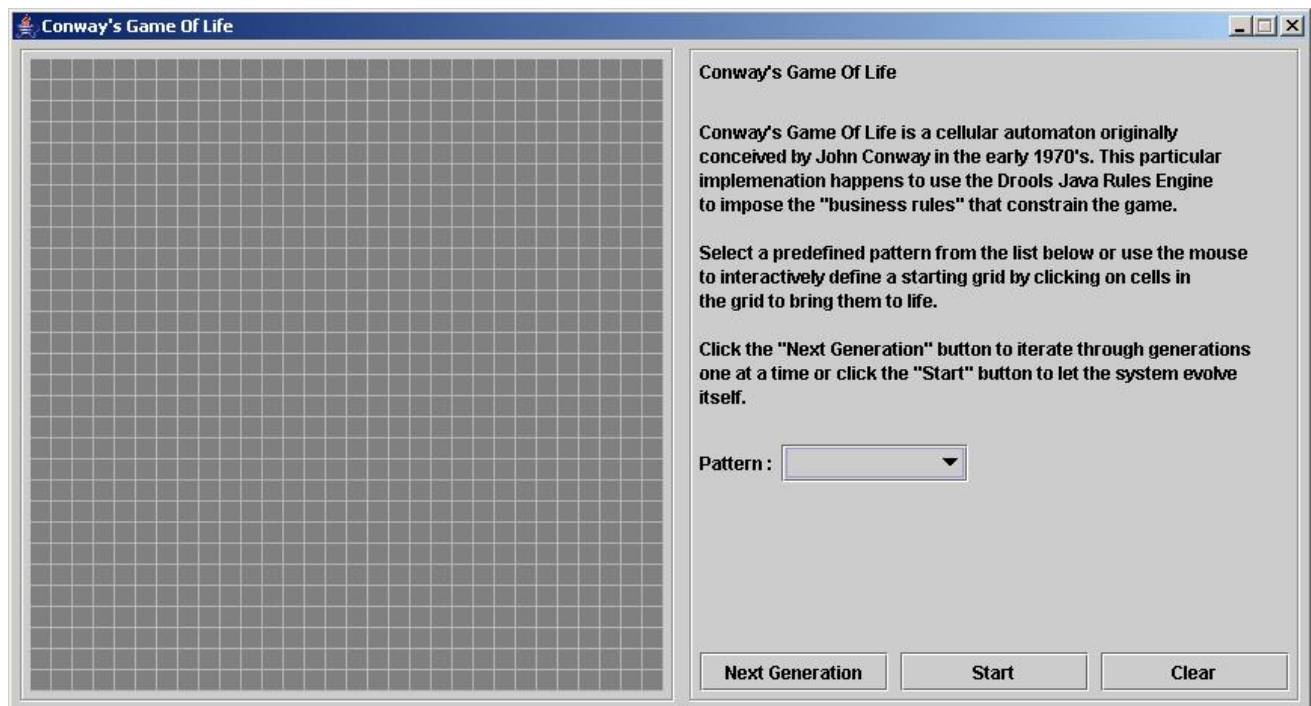 Conway's Game Of Life
Conway's Game Of Life
Conway's Game Of Life is a cellular automaton originally
conceived by John Conway in the early 1970's. This particular
implemenation happens to use the Drools Java Rules Engine
to impose the "business rules" that constrain the game.
Select a predefined pattern from the list below or use the mouse
to interactively define a starting grid by clicking on cells in
the grid to bring them to life.
Click the "Next Generation" button to iterate through generations
one at a time or click the "Start" button to let the system evolve
itself.
Pattern :
Next Generation Start Clear